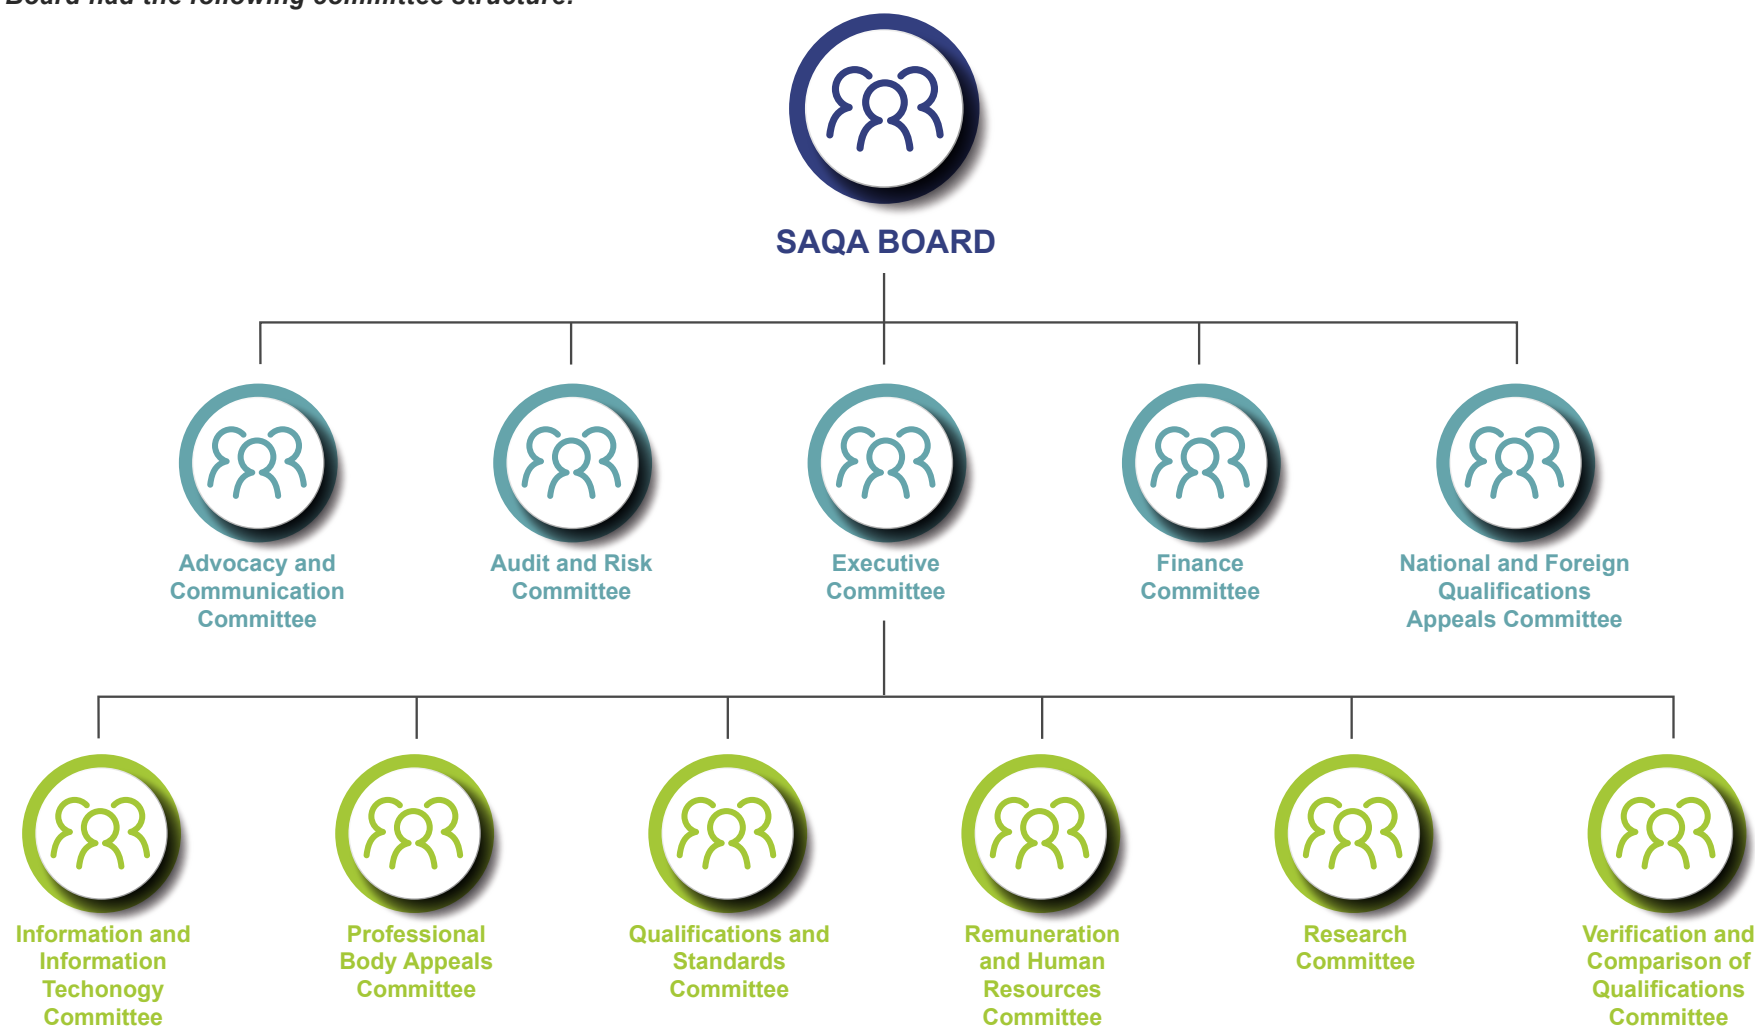 Board had the following committee structure:
SAQA BOARD
Advocacy and
Communication
Committee
Audit and Risk
Committee
Executive
Committee
Finance
Committee
National and Foreign
Qualifications
Appeals Committee
Information and
Information
Techonogy
Committee
Professional
Body Appeals
Committee
Qualifications and
Standards
Committee
Remuneration
and Human
Resources
Committee
Research
Committee
Verification and
Comparison of
Qualifications
Committee